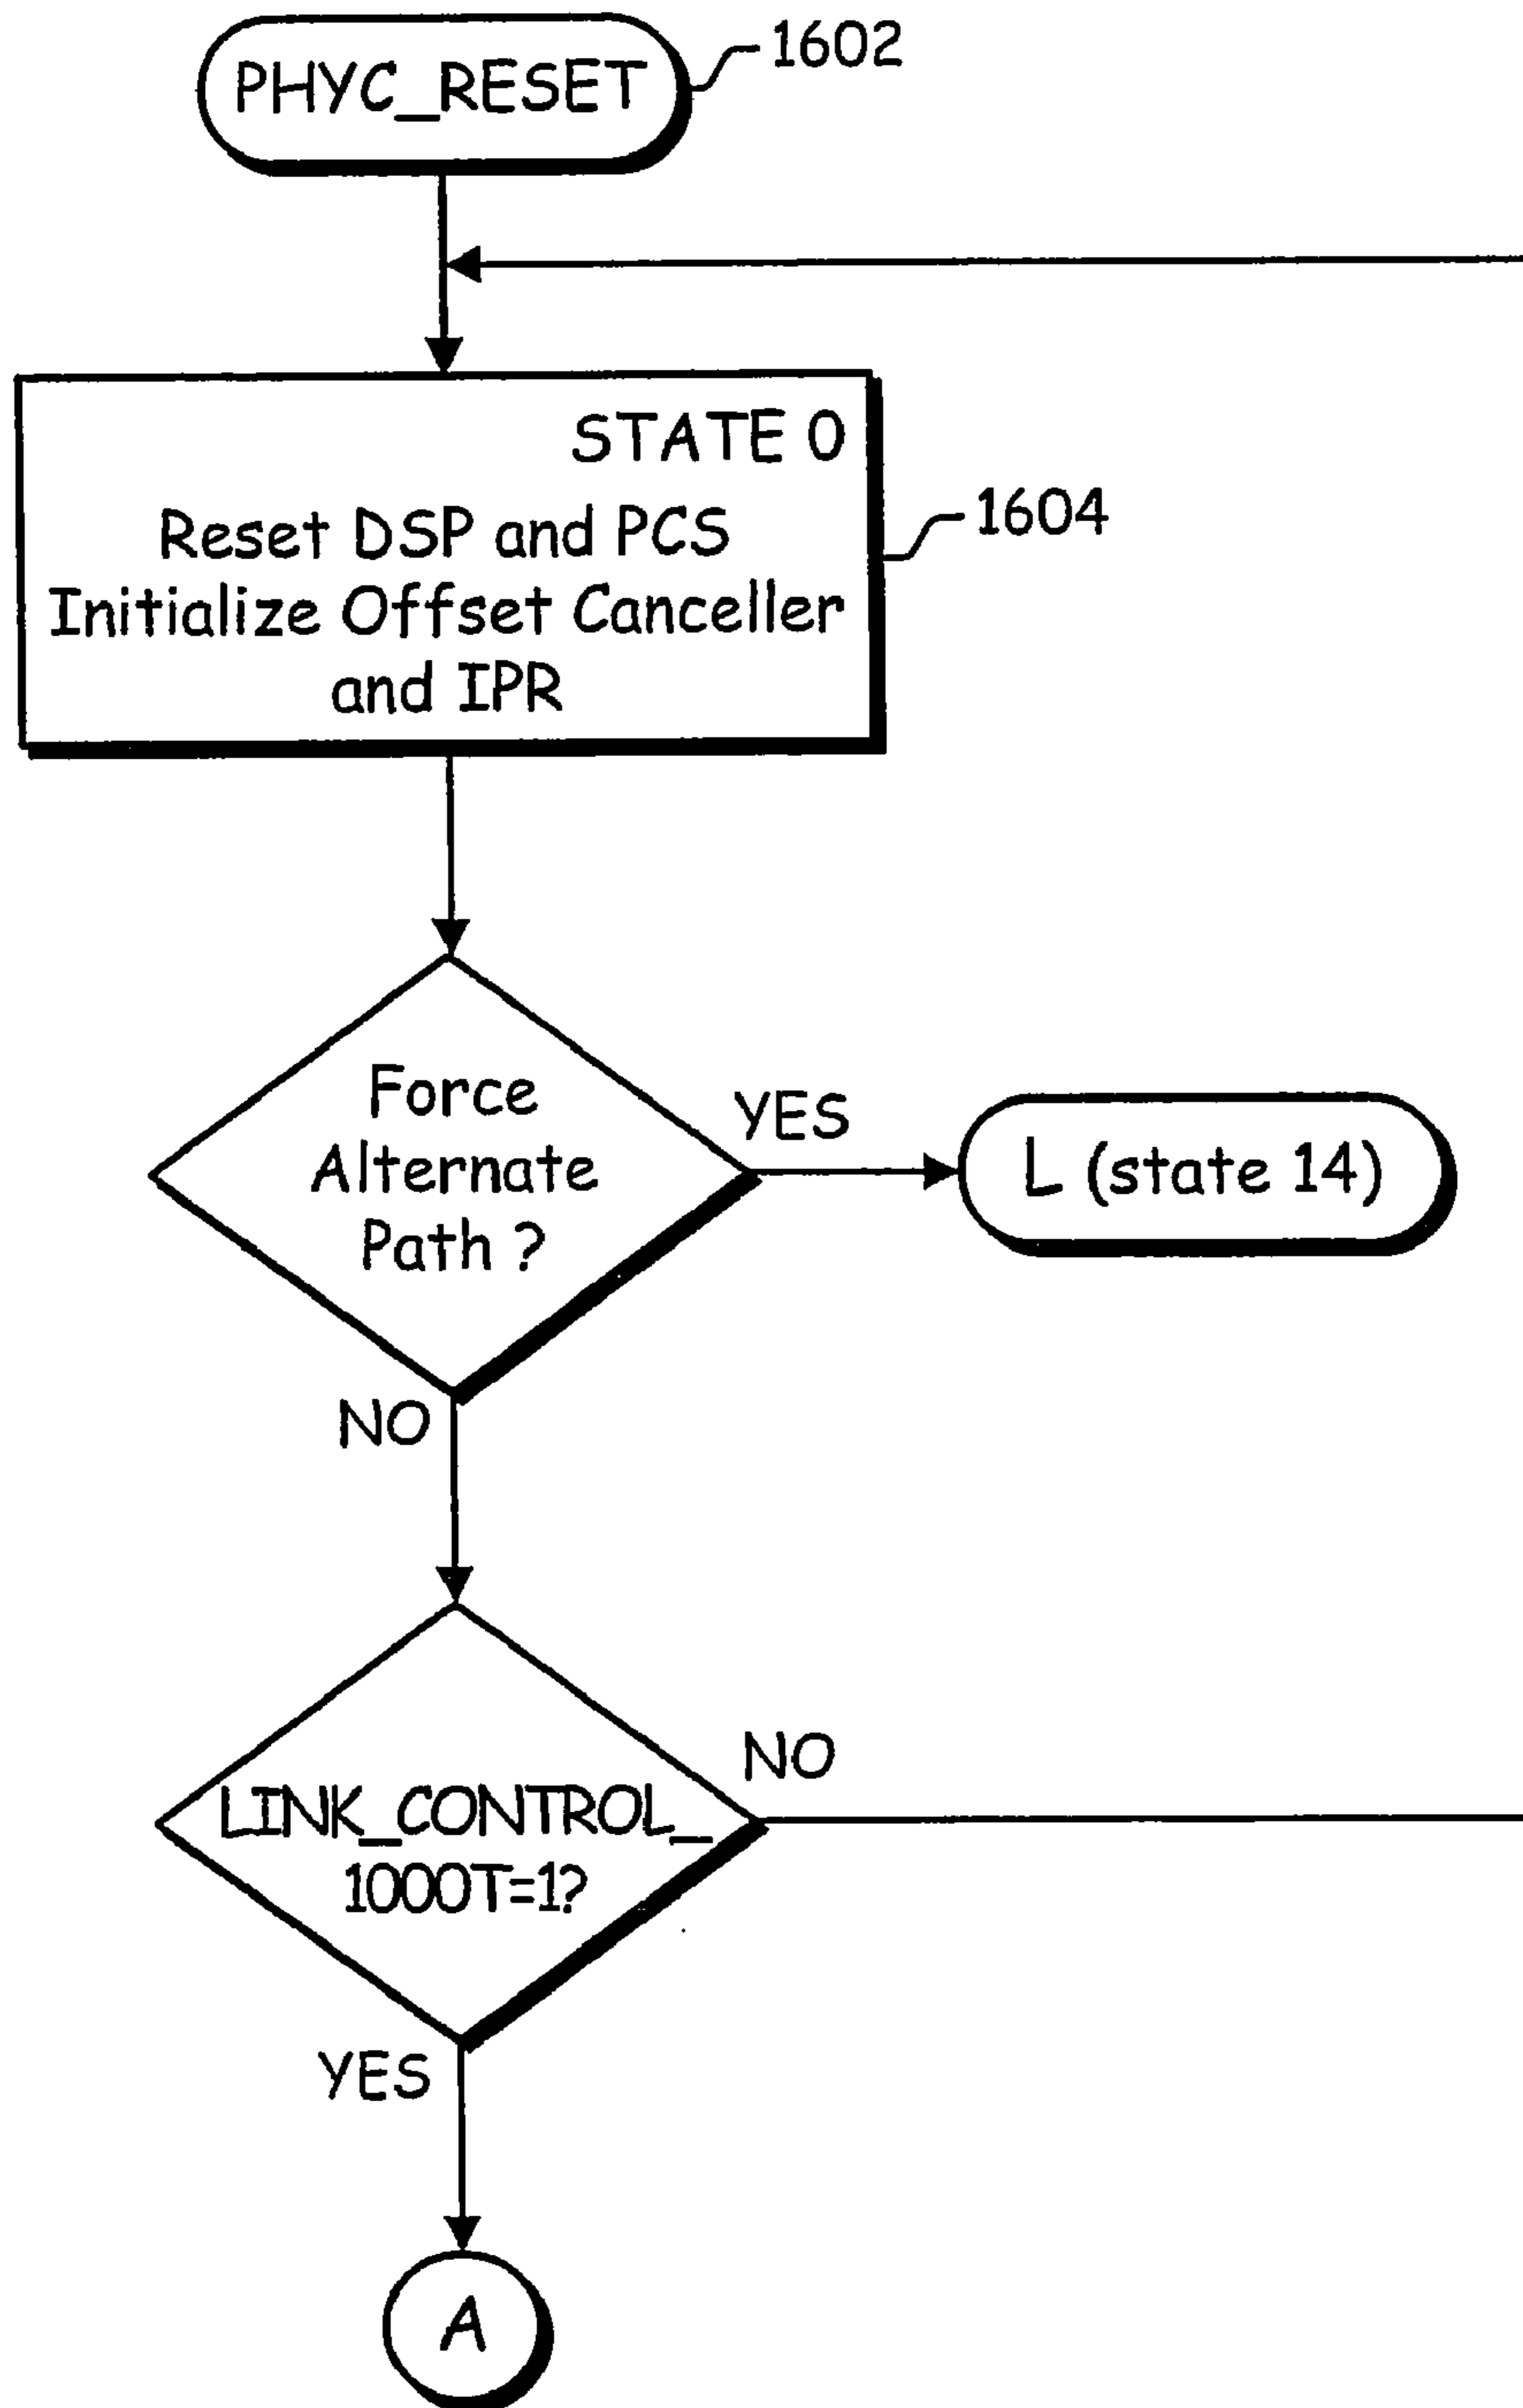 PHYC_RESET
1602
STATE 0
Reset DSP and PCS
Initialize Offset Canceller
and IPR
1604
Force
Alternate
Path ?
YES
L (state 14)
NO
LINK_CONTROL_
1000T=1?
NO
YES
A